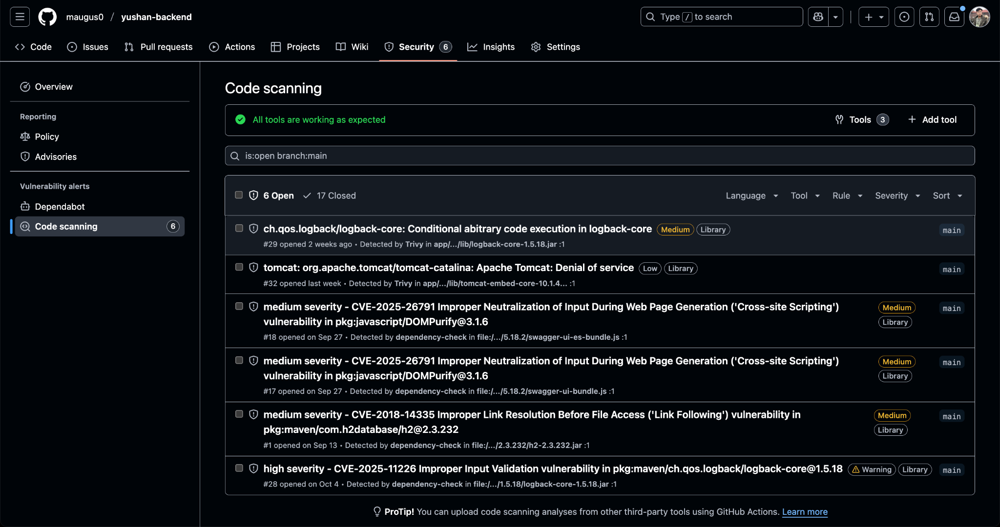 maugus0 / yushan-backend
Type / to search
Code
Issues
Pull requests
Actions
Projects
Wiki
Security 6
Insights
Settings
Overview
Reporting
Policy
Advisories
Vulnerability alerts
Dependabot
Code scanning 6
Code scanning
All tools are working as expected
Tools 3
Add tool
is:open branch:main
6 Open
17 Closed
Language
Tool
Rule
Severity
Sort
ch.qos.logback/logback-core: Conditional abitrary code execution in logback-core Medium Library main
#29 opened 2 weeks ago • Detected by Trivy in app/…/lib/logback-core-1.5.18.jar :1
tomcat: org.apache.tomcat/tomcat-catalina: Apache Tomcat: Denial of service Low Library main
#32 opened last week • Detected by Trivy in app/…/lib/tomcat-embed-core-10.1.4… :1
medium severity - CVE-2025-26791 Improper Neutralization of Input During Web Page Generation ('Cross-site Scripting') Medium main
vulnerability in pkg:javascript/DOMPurify@3.1.6 Library
#18 opened on Sep 27 • Detected by dependency-check in file:/…/5.18.2/swagger-ui-es-bundle.js :1
medium severity - CVE-2025-26791 Improper Neutralization of Input During Web Page Generation ('Cross-site Scripting') Medium main
vulnerability in pkg:javascript/DOMPurify@3.1.6 Library
#17 opened on Sep 27 • Detected by dependency-check in file:/…/5.18.2/swagger-ui-bundle.js :1
medium severity - CVE-2018-14335 Improper Link Resolution Before File Access ('Link Following') vulnerability in Medium main
pkg:maven/com.h2database/h2@2.3.232 Library
#1 opened on Sep 13 • Detected by dependency-check in file:/…/2.3.232/h2-2.3.232.jar :1
high severity - CVE-2025-11226 Improper Input Validation vulnerability in pkg:maven/ch.qos.logback/logback-core@1.5.18 Warning Library main
#28 opened on Oct 4 • Detected by dependency-check in file:/…/1.5.18/logback-core-1.5.18.jar :1
ProTip! You can upload code scanning analyses from other third-party tools using GitHub Actions. Learn more